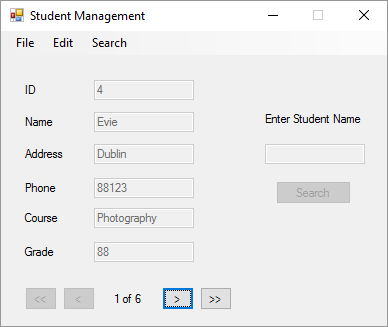 Student Management
File Edit Search
ID 4
Name Evie
Enter Student Name
Address Dublin
Phone 88123
Search
Course Photography
Grade 88
<< < 1 of 6 > >>